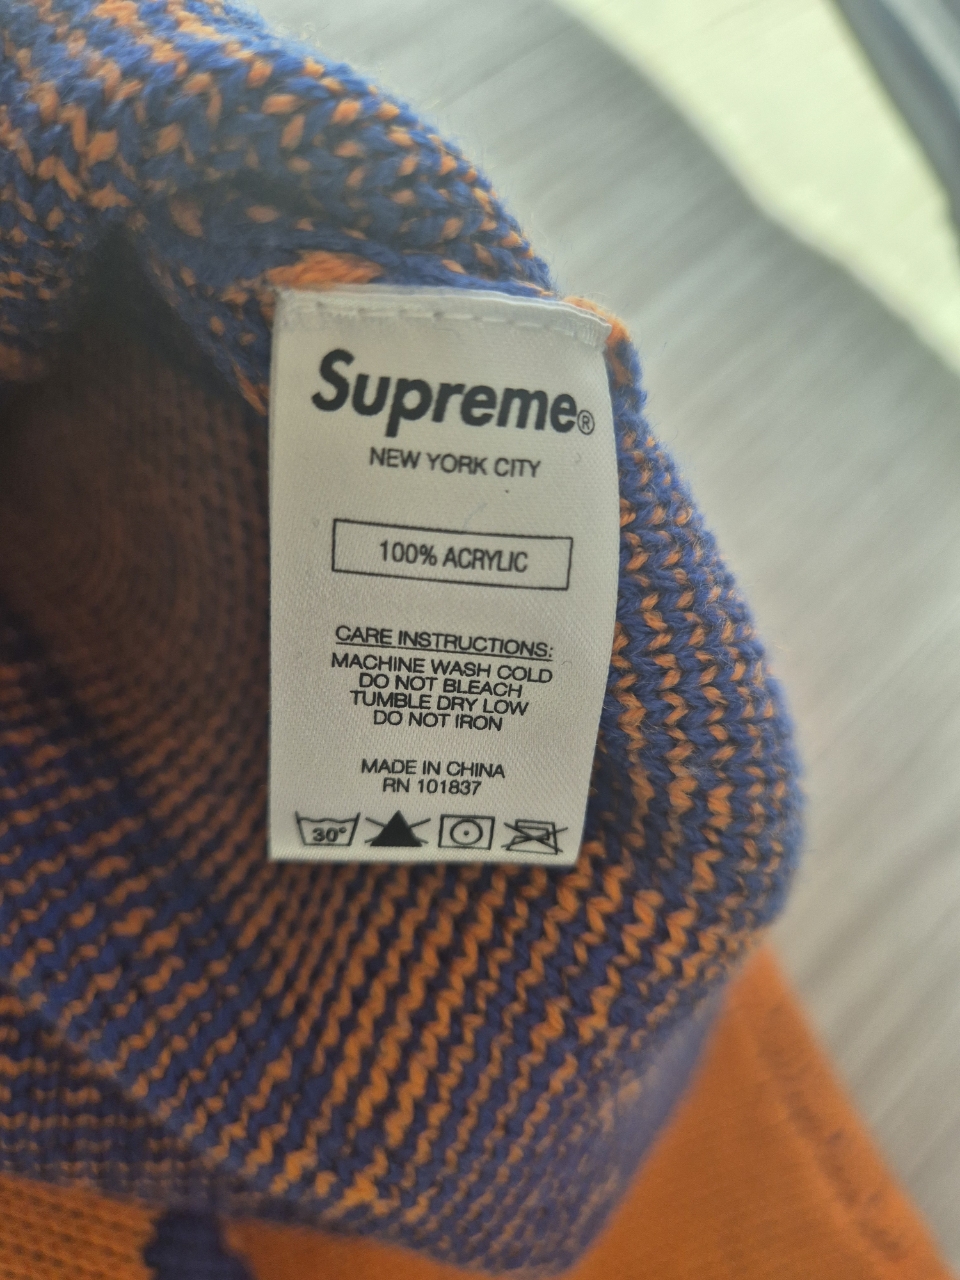 Supreme®
NEW YORK CITY
100% ACRYLIC
CARE INSTRUCTIONS:
MACHINE WASH COLD
DO NOT BLEACH
TUMBLE DRY LOW
DO NOT IRON
MADE IN CHINA
RN 101837
30°